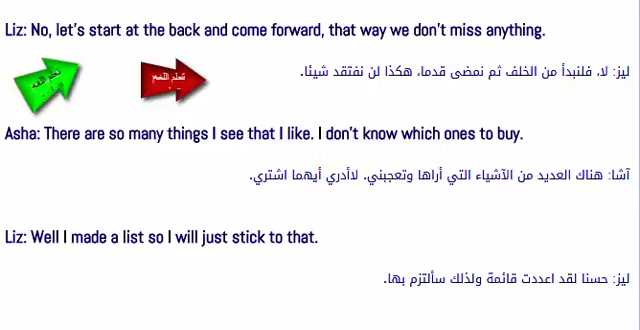 Liz: No, let's start at the back and come forward, that way we don't miss anything.
ليز: لا، فلنبدأ من الخلف ثم نمضى قدما، هكذا لن نفتقد شيئا.
Asha: There are so many things I see that I like. I don't know which ones to buy.
آشا: هناك العديد من الآشياء التي أراها وتعجبني. لاأدري أيهما اشتري.
Liz: Well I made a list so I will just stick to that.
ليز: حسنا لقد اعددت قائمة ولذلك سألتزم بها.